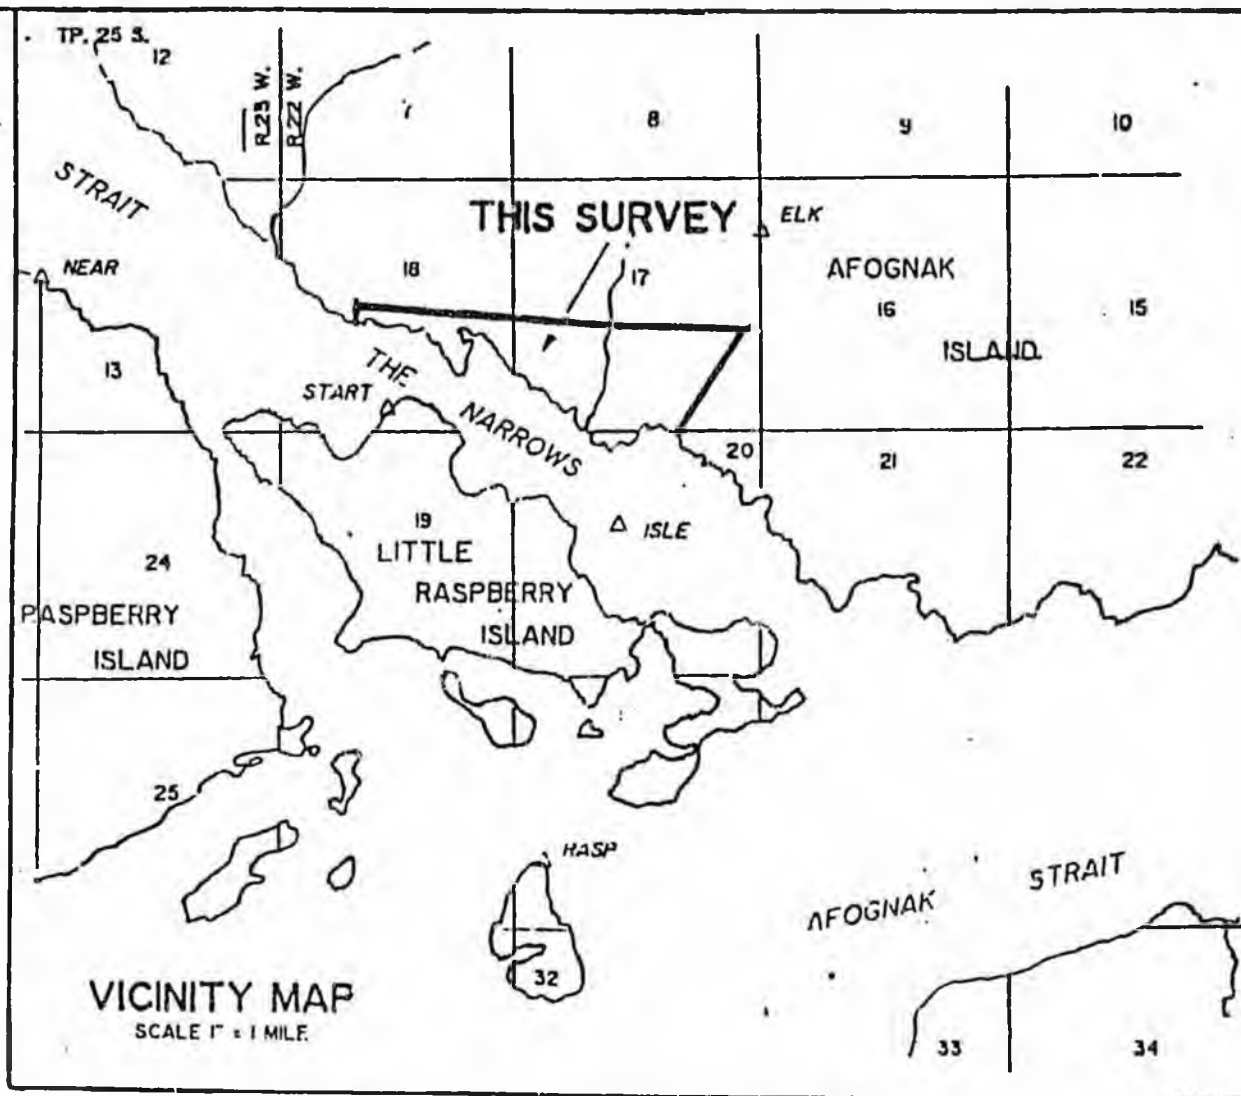 TP. 25 S.
12
R.23 W.
R.22 W.
7
8
9
10
STRAIT
THIS SURVEY
ELK
NEAR
18
17
AFOGNAK
16
15
ISLAND
13
THE
START
NARROWS
20
21
22
19
ISLE
LITTLE
24
RASPBERRY
ISLAND
RASPBERRY
ISLAND
25
RASP
STRAIT
AFOGNAK
32
VICINITY MAP
SCALE 1" = 1 MILE
33
34